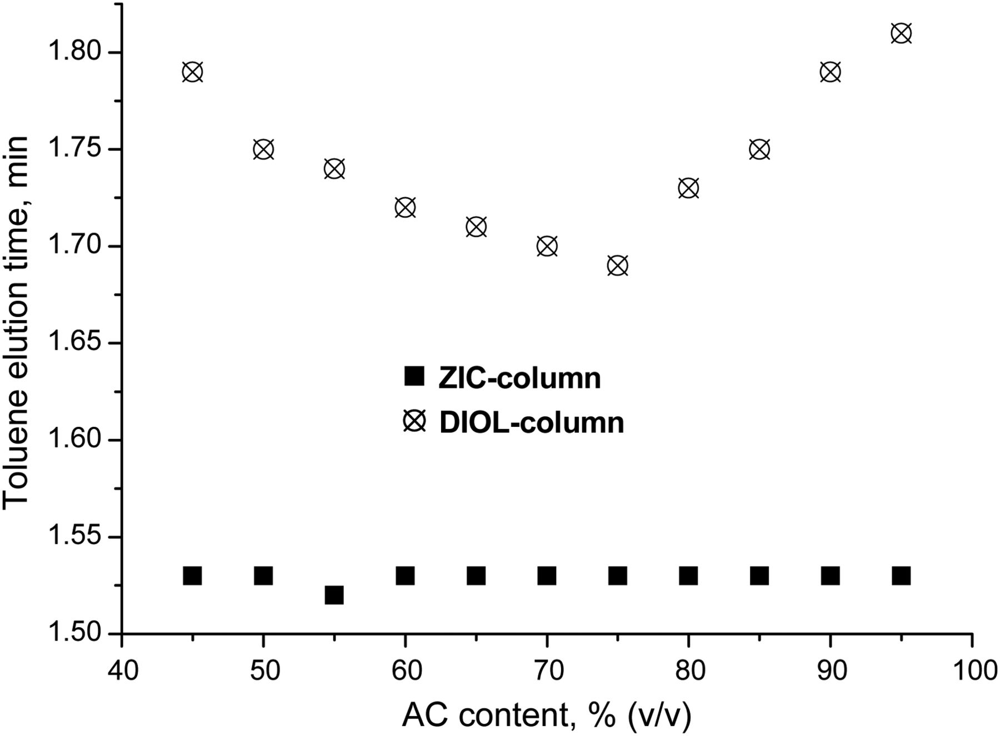 Toluene elution time, min
1.80
1.75
1.70
1.65
1.60
1.55
1.50
ZIC-column
DIOL-column
40 50 60 70 80 90 100
AC content, % (v/v)